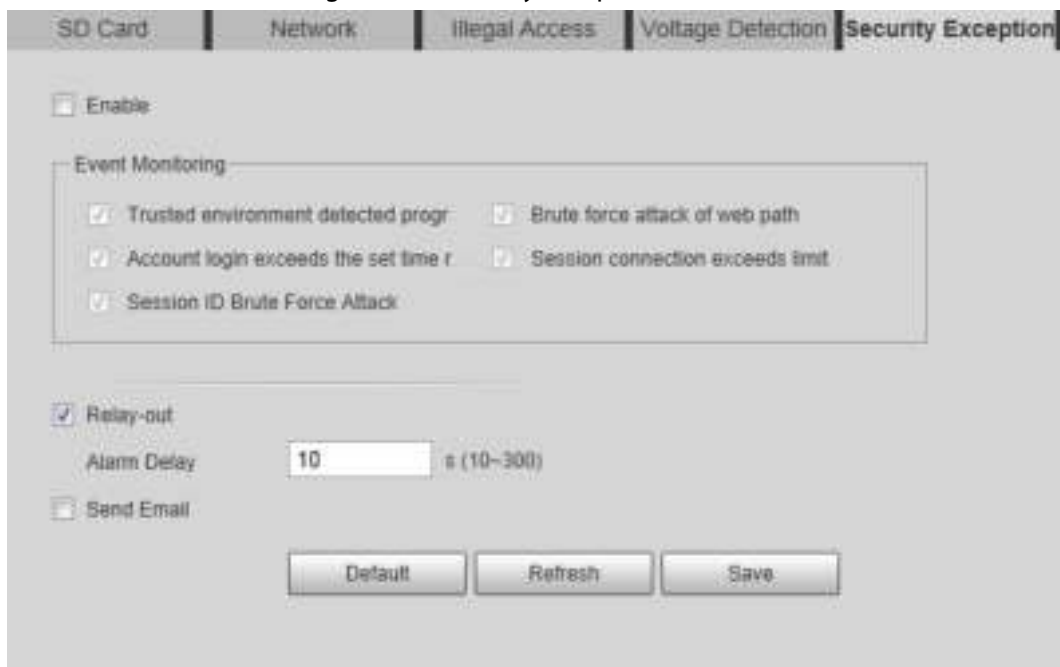 SD Card Network Illegal Access Voltage Detection Security Exception
Enable
Event Monitoring
Trusted environment detected progr Brute force attack of web path
Account login exceeds the set time r Session connection exceeds limit
Session ID Brute Force Attack
Relay-out
Alarm Delay 10 s (10~300)
Send Email
Default Refresh Save